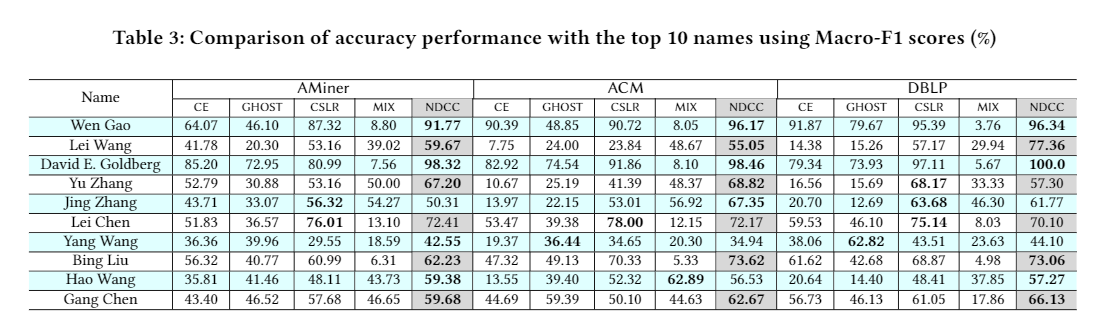 Table 3: Comparison of accuracy performance with the top 10 names using Macro-F1 scores (%)
Name AMiner ACM DBLP
CE GHOST CSLR MIX NDCC CE GHOST CSLR MIX NDCC CE GHOST CSLR MIX NDCC
Wen Gao 64.07 46.10 87.32 8.80 91.77 90.39 48.85 90.72 8.05 96.17 91.87 79.67 95.39 3.76 96.34
Lei Wang 41.78 20.30 53.16 39.02 59.67 7.75 24.00 23.84 48.67 55.05 14.38 15.26 57.17 29.94 77.36
David E. Goldberg 85.20 72.95 80.99 7.56 98.32 82.92 74.54 91.86 8.10 98.46 79.34 73.93 97.11 5.67 100.0
Yu Zhang 52.79 30.88 53.16 50.00 67.20 10.67 25.19 41.39 48.37 68.82 16.56 15.69 68.17 33.33 57.30
Jing Zhang 43.71 33.07 56.32 54.27 50.31 13.97 22.15 53.01 56.92 67.35 20.70 12.69 63.68 46.30 61.77
Lei Chen 51.83 36.57 76.01 13.10 72.41 53.47 39.38 78.00 12.15 72.17 59.53 46.10 75.14 8.03 70.10
Yang Wang 36.36 39.96 29.55 18.59 42.55 19.37 36.44 34.65 20.30 34.94 38.06 62.82 43.51 23.63 44.10
Bing Liu 56.32 40.77 60.99 6.31 62.23 47.32 49.13 70.33 5.33 73.62 61.62 42.68 68.87 4.98 73.06
Hao Wang 35.81 41.46 48.11 43.73 59.38 13.55 39.40 52.32 62.89 56.53 20.64 14.40 48.41 37.85 57.27
Gang Chen 43.40 46.52 57.68 46.65 59.68 44.69 59.39 50.10 44.63 62.67 56.73 46.13 61.05 17.86 66.13